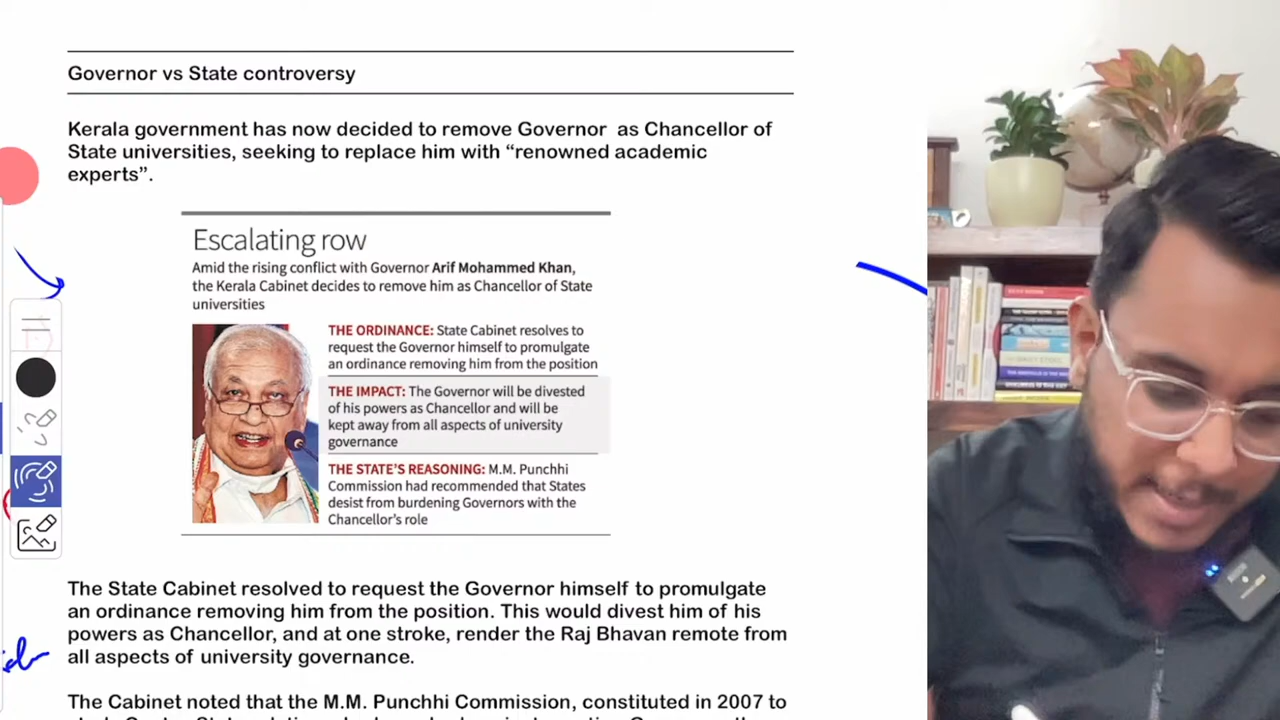 Governor vs State controversy
Kerala government has now decided to remove Governor as Chancellor of
State universities, seeking to replace him with “renowned academic
experts”.
Escalating row
Amid the rising conflict with Governor Arif Mohammed Khan,
the Kerala Cabinet decides to remove him as Chancellor of State
universities
THE ORDINANCE: State Cabinet resolves to
request the Governor himself to promulgate
an ordinance removing him from the position
THE IMPACT: The Governor will be divested
of his powers as Chancellor and will be
kept away from all aspects of university
governance
THE STATE’S REASONING: M.M. Punchhi
Commission had recommended that States
desist from burdening Governors with the
Chancellor’s role
The State Cabinet resolved to request the Governor himself to promulgate
an ordinance removing him from the position. This would divest him of his
powers as Chancellor, and at one stroke, render the Raj Bhavan remote from
all aspects of university governance.
The Cabinet noted that the M.M. Punchhi Commission, constituted in 2007 to